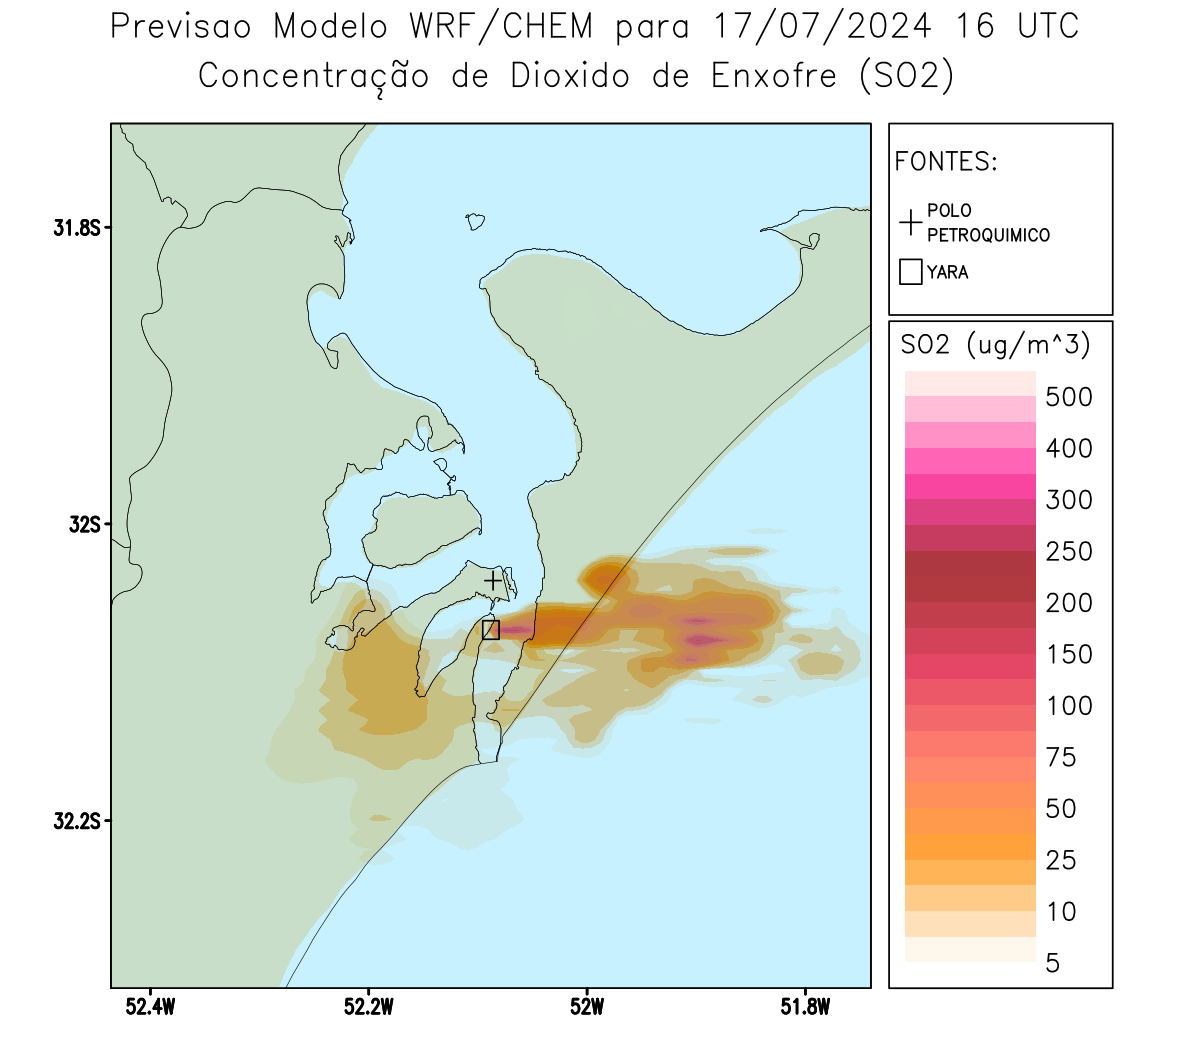 Previsao Modelo WRF/CHEM para 17/07/2024 16 UTC
Concentração de Dioxido de Enxofre (SO2)
FONTES:
POLO
PETROQUIMICO
YARA
31.8S
32S
32.2S
52.4W
52.2W
52W
51.8W
SO2 (ug/m^3)
500
400
300
250
200
150
100
75
50
25
10
5